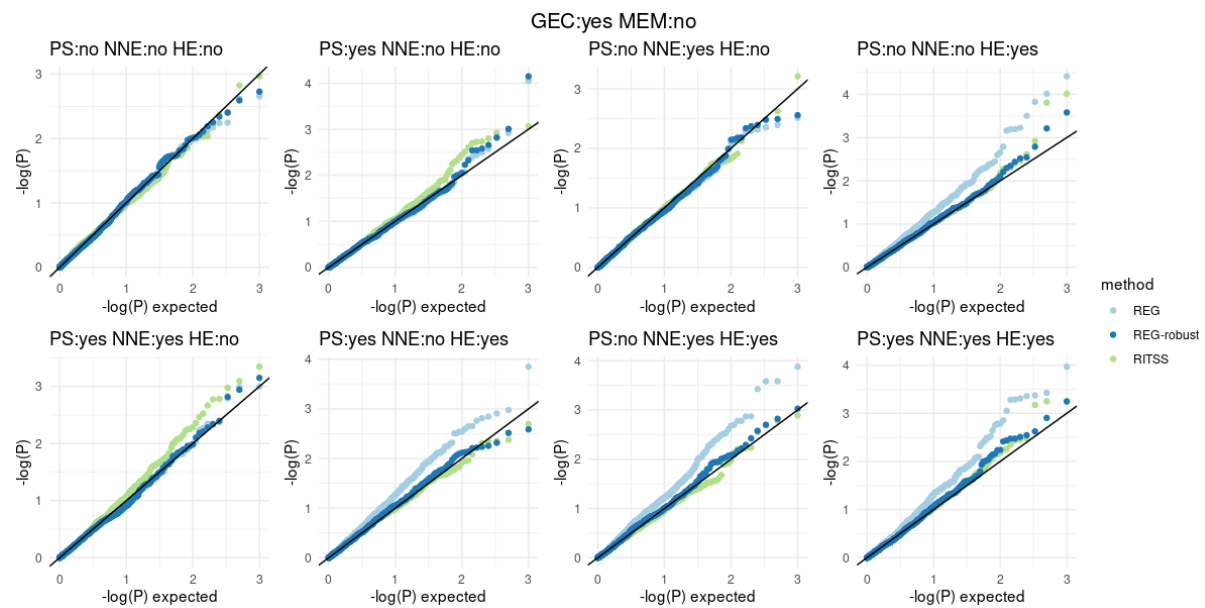 GEC:yes MEM:no
PS:no NNE:no HE:no
3
2
1
0
-log(P)
0 1 2 3
-log(P) expected
PS:yes NNE:no HE:no
4
3
2
1
0
-log(P)
0 1 2 3
-log(P) expected
PS:no NNE:yes HE:no
3
2
1
0
-log(P)
0 1 2 3
-log(P) expected
PS:no NNE:no HE:yes
4
3
2
1
0
-log(P)
0 1 2 3
-log(P) expected
PS:yes NNE:yes HE:no
3
2
1
0
-log(P)
0 1 2 3
-log(P) expected
PS:yes NNE:no HE:yes
4
3
2
1
0
-log(P)
0 1 2 3
-log(P) expected
PS:no NNE:yes HE:yes
4
3
2
1
0
-log(P)
0 1 2 3
-log(P) expected
PS:yes NNE:yes HE:yes
4
3
2
1
0
-log(P)
0 1 2 3
-log(P) expected
method
REG
REG-robust
RITSS